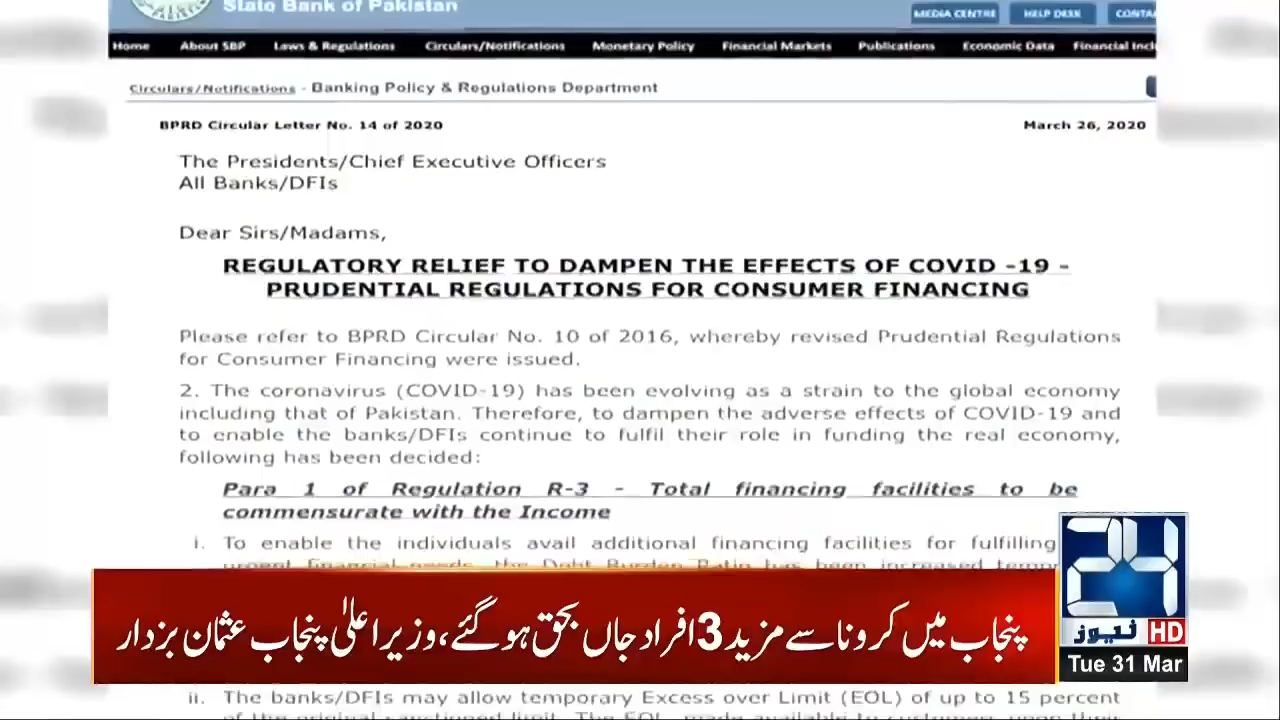 State Bank of Pakistan
MEDIA CENTRE HELP DESK
Home About SBP Laws & Regulations Circulars/Notifications Monetary Policy Financial Markets Publications Economic Data Financial
Circulars/Notifications - Banking Policy & Regulations Department
BPRD Circular Letter No. 14 of 2020 March 26, 2020
The Presidents/Chief Executive Officers
All Banks/DFIs
Dear Sirs/Madams,
REGULATORY RELIEF TO DAMPEN THE EFFECTS OF COVID -19 -
PRUDENTIAL REGULATIONS FOR CONSUMER FINANCING
Please refer to BPRD Circular No. 10 of 2016, whereby revised Prudential Regulations
for Consumer Financing were issued.
2. The coronavirus (COVID-19) has been evolving as a strain to the global economy
including that of Pakistan. Therefore, to dampen the adverse effects of COVID-19 and
to enable the banks/DFIs continue to fulfil their role in funding the real economy,
following has been decided:
Para 1 of Regulation R-3 - Total financing facilities to be
commensurate with the Income
i. To enable the individuals avail additional financing facilities for fulfilling
پنجاب میں کرونا سے مزید 3 افراد جاں بحق ہو گئے، وزیراعلیٰ پنجاب عثمان بزدار
24
نیوز HD
Tue 31 Mar
ii. The banks/DFIs may allow temporary Excess over Limit (EOL) of up to 15 percent